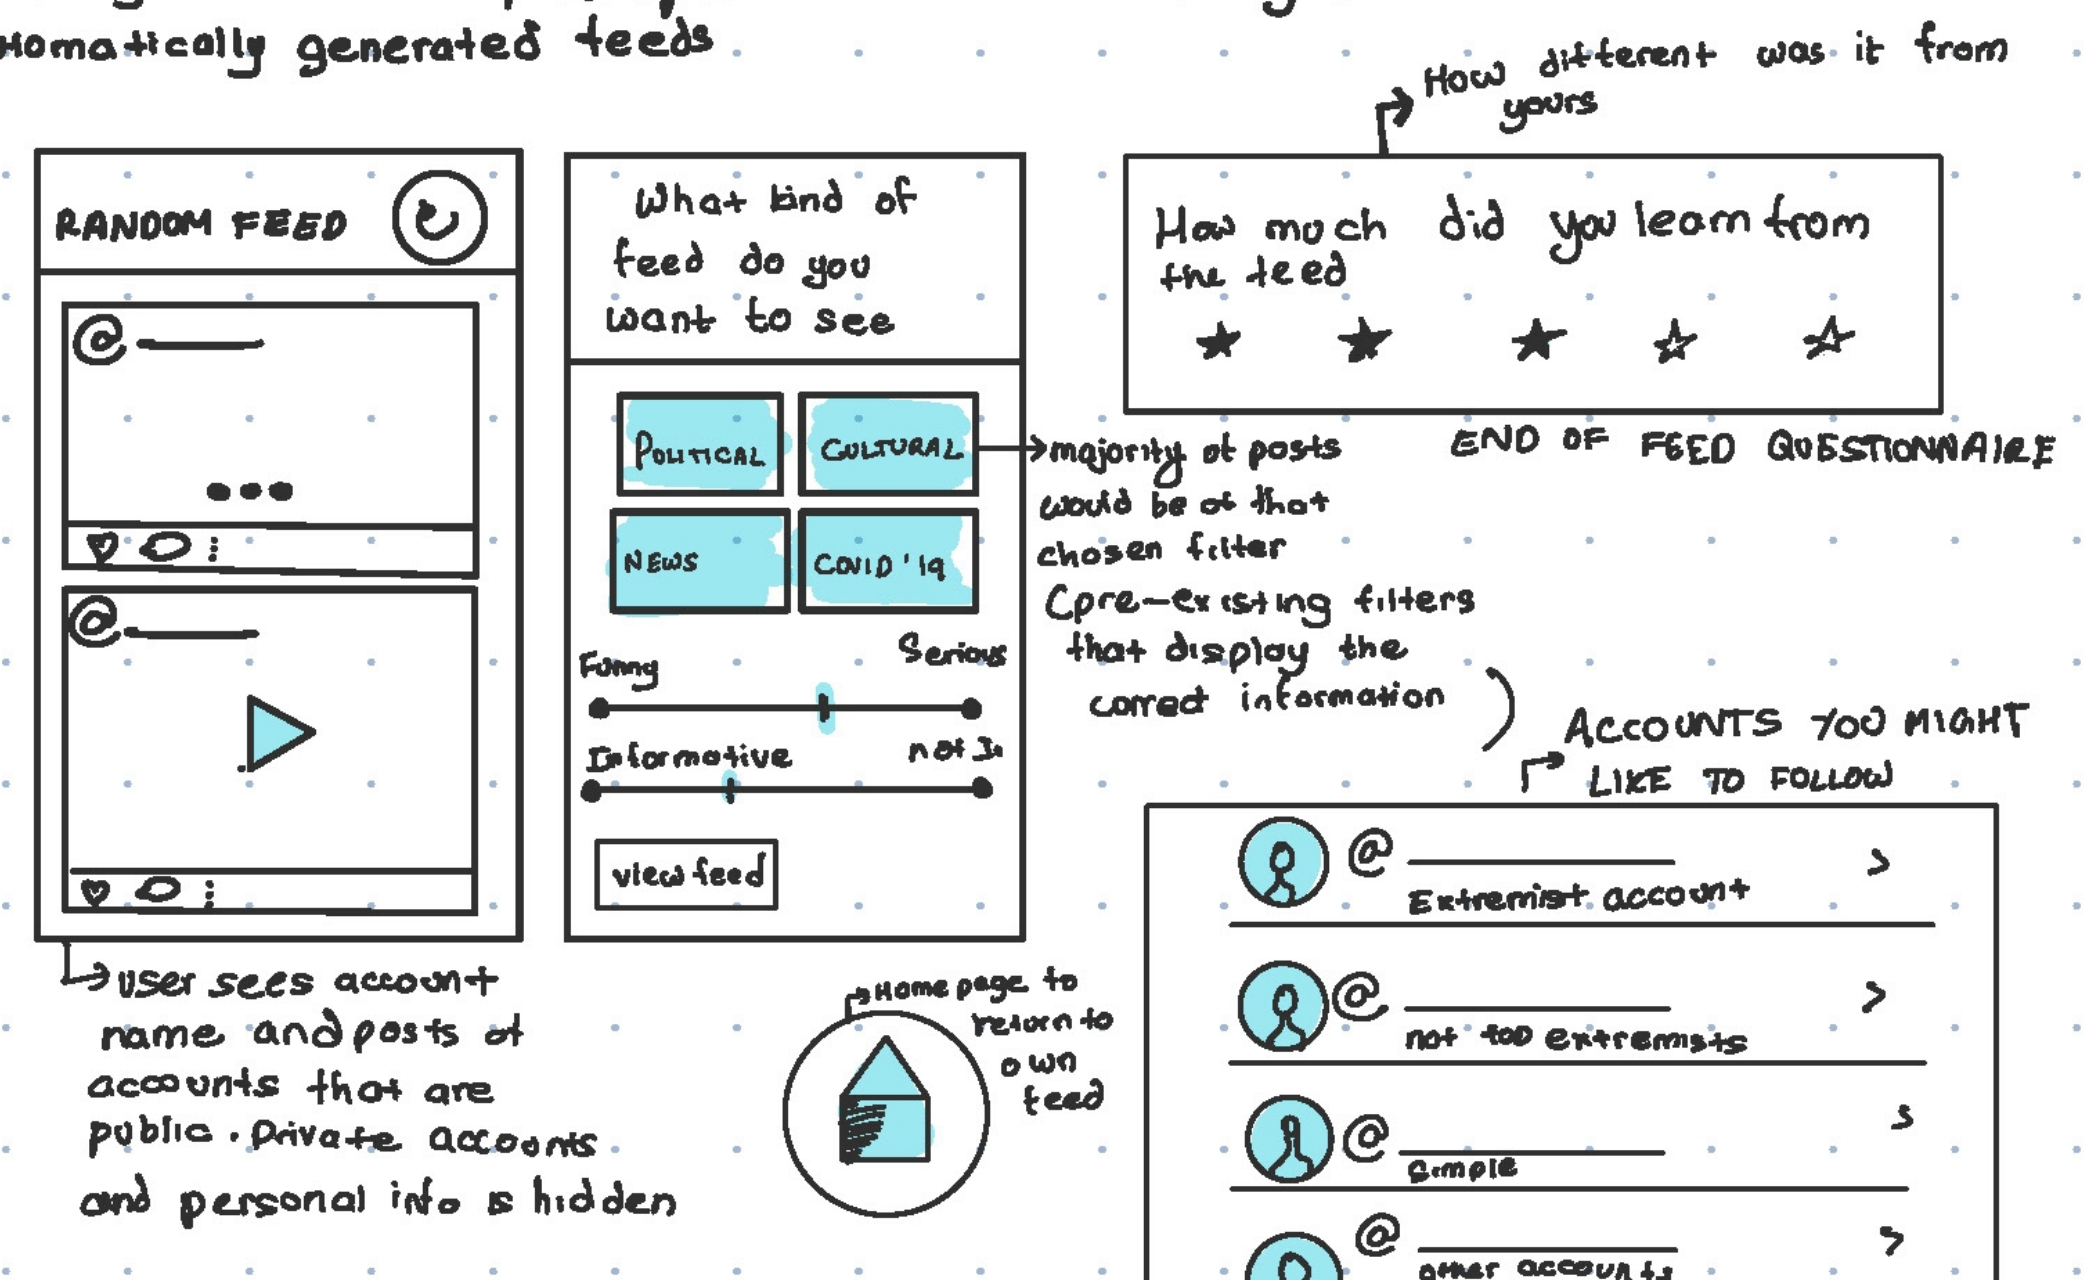 generated feeds
How different was it from
yours
RANDOM FEED
@
@
user sees account
name and posts of
accounts that are
public. Private accounts
and personal info is hidden
What kind of
feed do you
want to see
POLITICAL
CULTURAL
NEWS
COVID '19
Funny
Serious
Informative
not In
view feed
majority of posts
would be of that
chosen filter
(pre-existing filters
that display the
correct information
)
Home page to
return to
own
feed
How much did you learn from
the feed
END OF FEED QUESTIONNAIRE
ACCOUNTS YOU MIGHT
LIKE TO FOLLOW
@
Extremist account
@
not too extremists
@
simple
@
other accounts